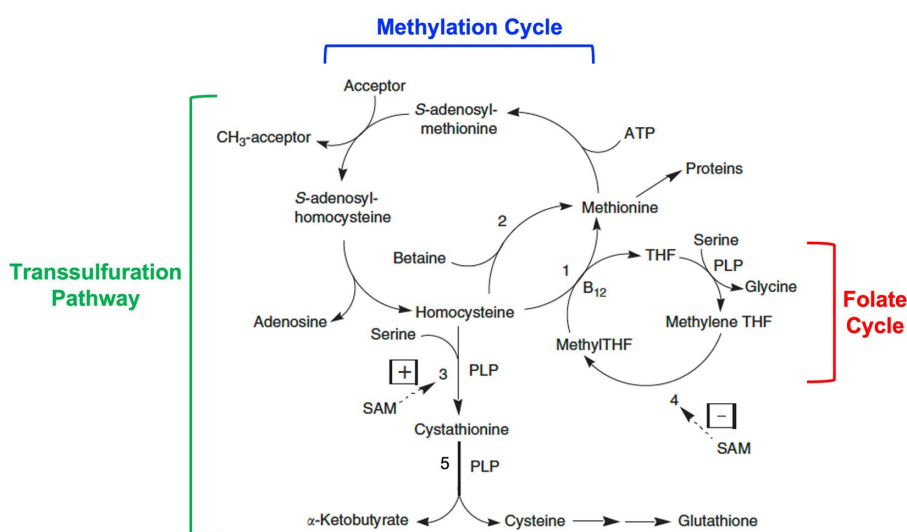 Methylation Cycle
Acceptor
S-adenosyl-
methionine
ATP
CH₃-acceptor
Proteins
S-adenosyl-
homocysteine
Methionine
2
Betaine
Serine
THF
PLP
1
B₁₂
Glycine
Transsulfuration
Pathway
Folate
Cycle
Adenosine
Homocysteine
Methylene THF
Serine
MethylTHF
+
3
PLP
SAM
4
−
Cystathionine
SAM
5
PLP
α-Ketobutyrate
Cysteine
Glutathione